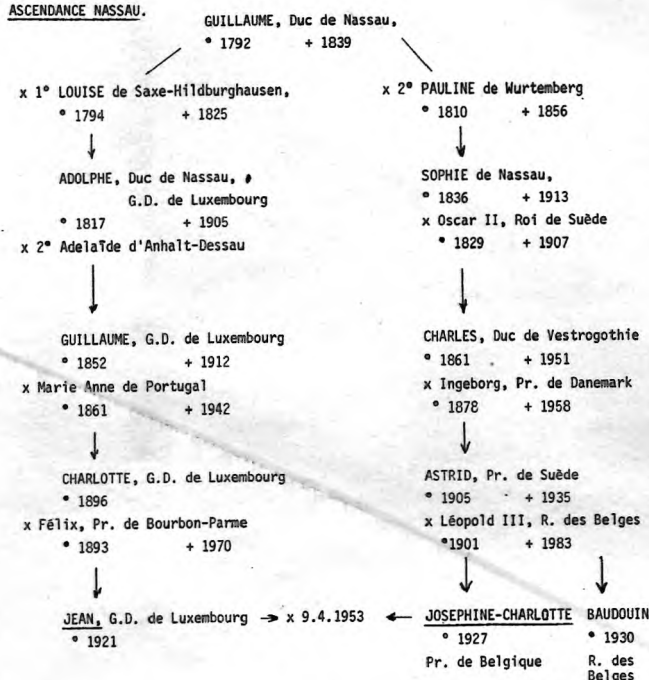 ASCENDANCE NASSAU.
GUILLAUME, Duc de Nassau,
° 1792 + 1839
x 1° LOUISE de Saxe-Hildburghausen,
° 1794 + 1825
ADOLPHE, Duc de Nassau,
G.D. de Luxembourg
° 1817 + 1905
x 2° Adelaïde d'Anhalt-Dessau
GUILLAUME, G.D. de Luxembourg
° 1852 + 1912
x Marie Anne de Portugal
° 1861 + 1942
CHARLOTTE, G.D. de Luxembourg
° 1896
x Félix, Pr. de Bourbon-Parme
° 1893 + 1970
JEAN, G.D. de Luxembourg → x 9.4.1953 ←
° 1921
x 2° PAULINE de Wurtemberg
° 1810 + 1856
SOPHIE de Nassau,
° 1836 + 1913
x Oscar II, Roi de Suède
° 1829 + 1907
CHARLES, Duc de Vestrogothie
° 1861 + 1951
x Ingeborg, Pr. de Danemark
° 1878 + 1958
ASTRID, Pr. de Suède
° 1905 + 1935
x Léopold III, R. des Belges
°1901 + 1983
JOSEPHINE-CHARLOTTE
° 1927
Pr. de Belgique
BAUDOUIN
° 1930
R. des
Belges